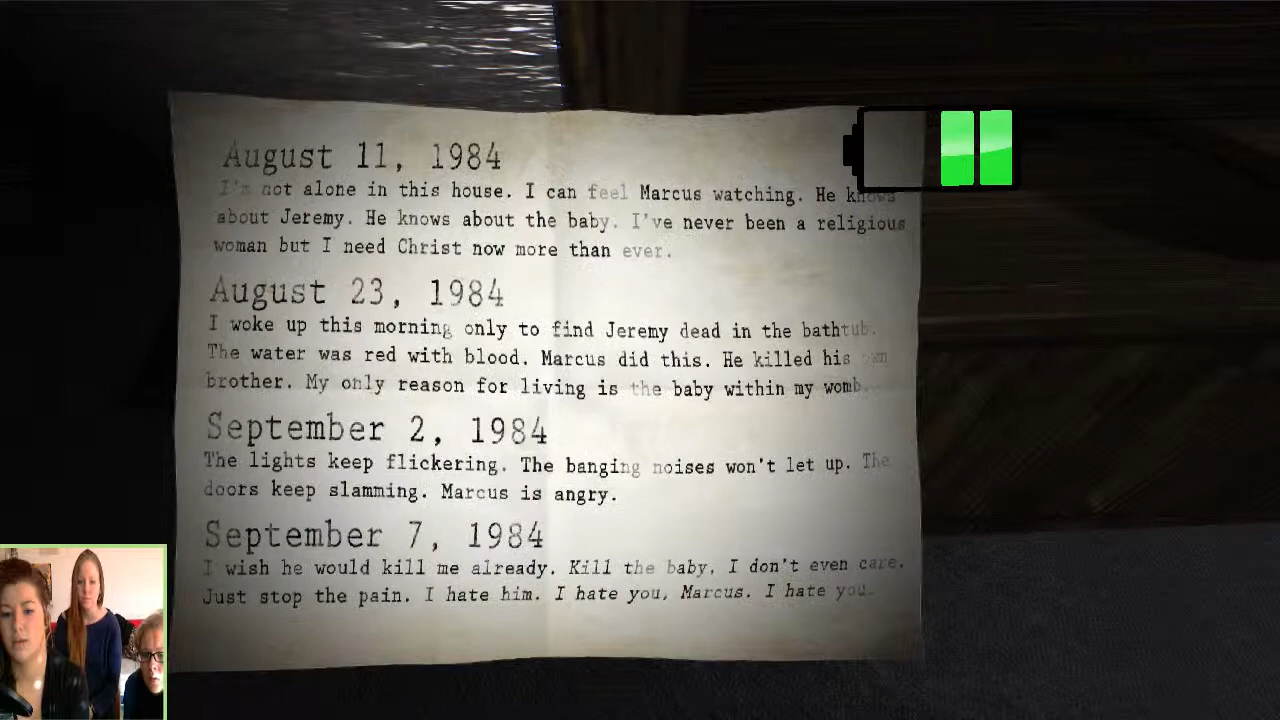 August 11, 1984
I'm not alone in this house. I can feel Marcus watching. He knows
about Jeremy. He knows about the baby. I've never been a religious
woman but I need Christ now more than ever.
August 23, 1984
I woke up this morning only to find Jeremy dead in the bathtub.
The water was red with blood. Marcus did this. He killed his own
brother. My only reason for living is the baby within my womb.
September 2, 1984
The lights keep flickering. The banging noises won't let up. The
doors keep slamming. Marcus is angry.
September 7, 1984
I wish he would kill me already. Kill the baby, I don't even care.
Just stop the pain. I hate him. I hate you, Marcus. I hate you.